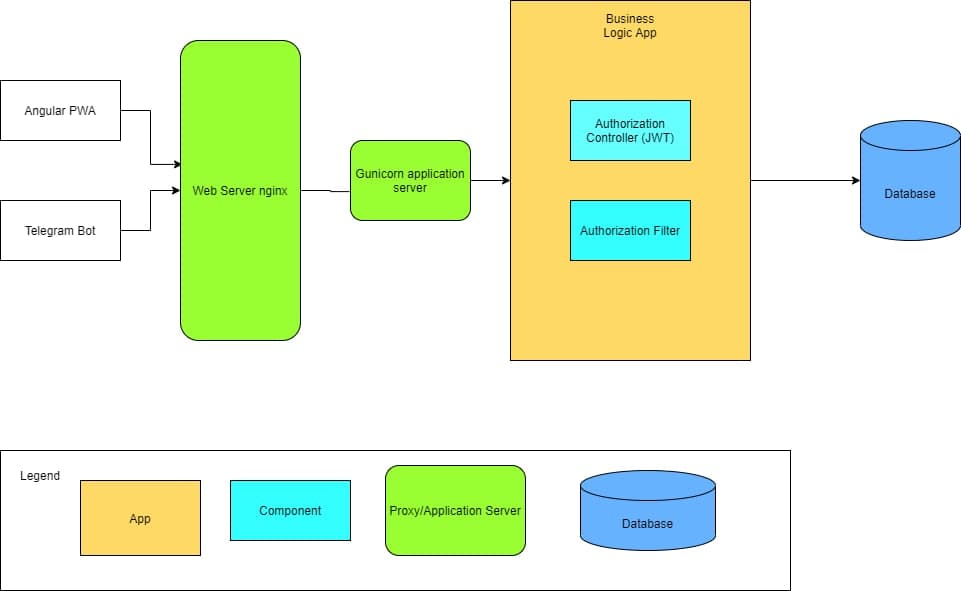 Business
Logic App
Angular PWA
Authorization
Controller (JWT)
Gunicorn application
server
Web Server nginx
Database
Telegram Bot
Authorization Filter
Legend
App
Component
Proxy/Application Server
Database